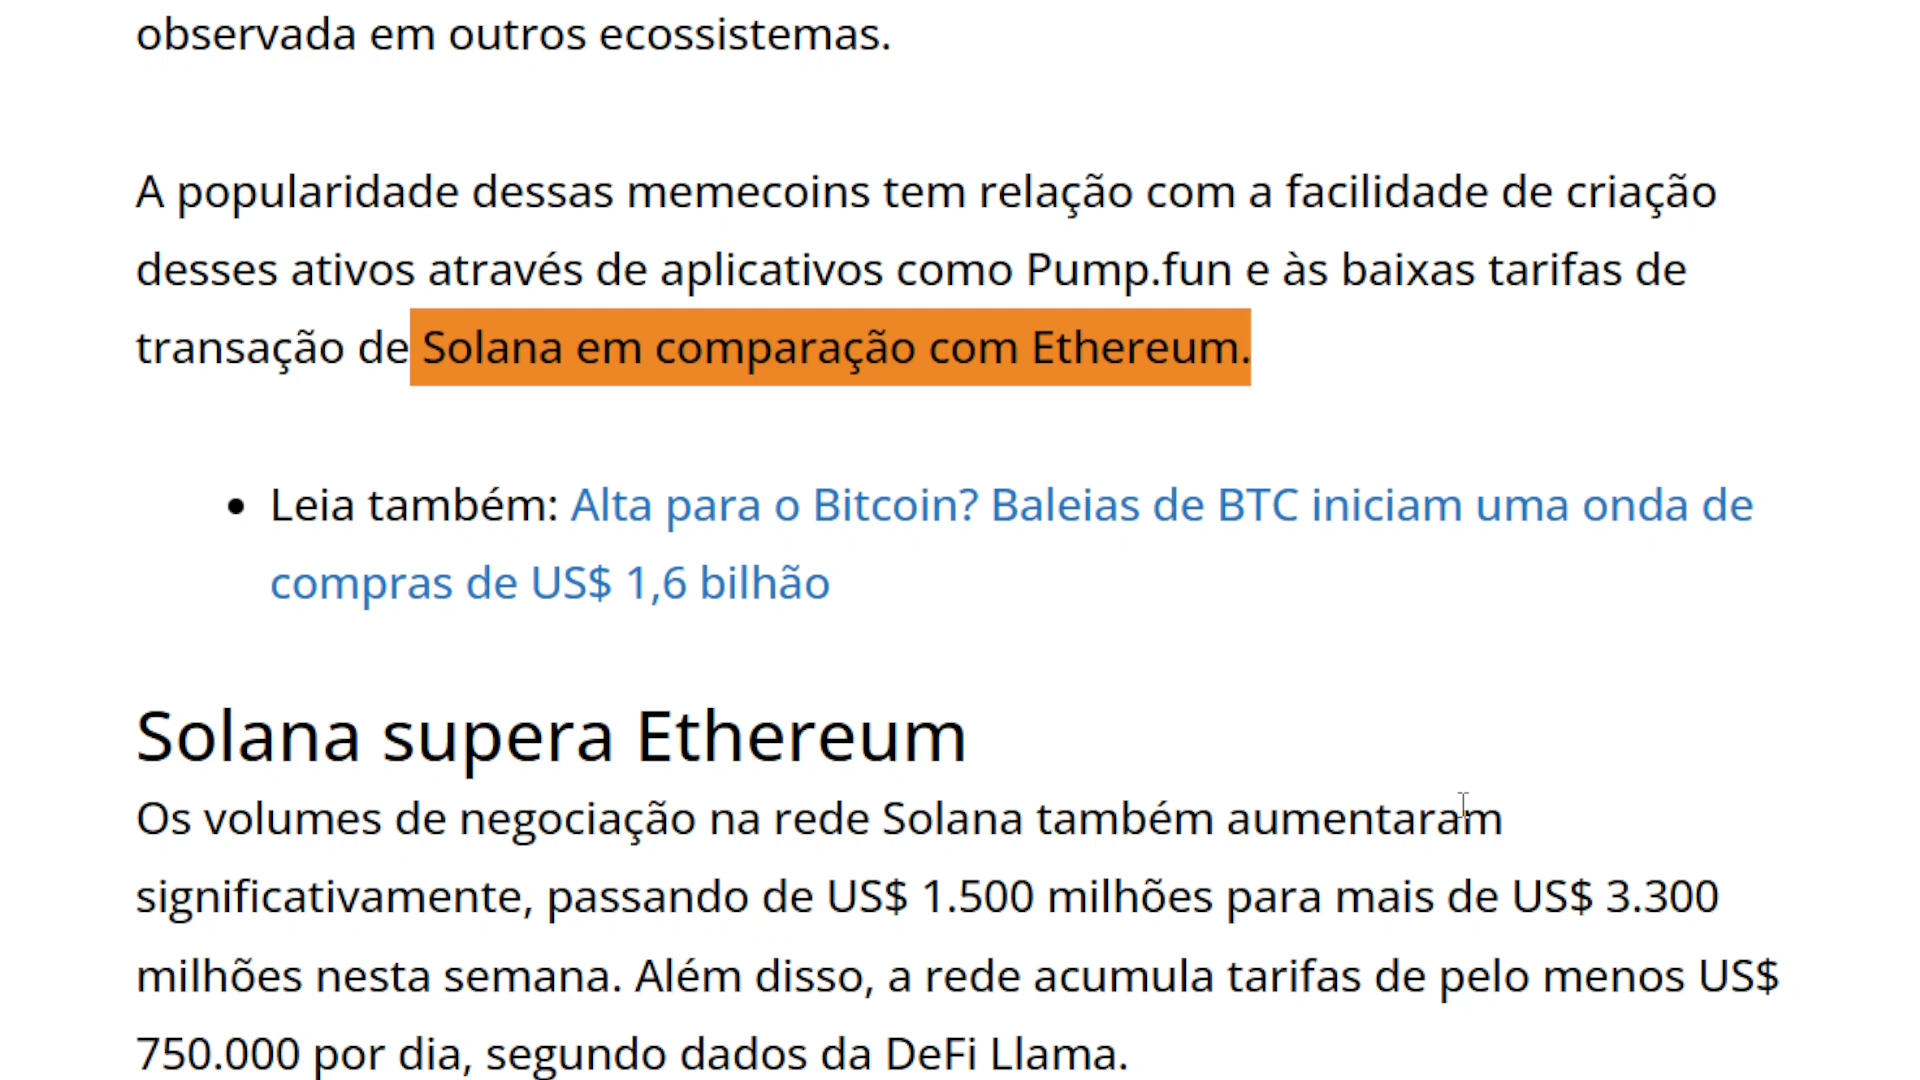 observada em outros ecossistemas.
A popularidade dessas memecoins tem relação com a facilidade de criação
desses ativos através de aplicativos como Pump.fun e às baixas tarifas de
transação de Solana em comparação com Ethereum.
• Leia também: Alta para o Bitcoin? Baleias de BTC iniciam uma onda de
compras de US$ 1,6 bilhão
Solana supera Ethereum
Os volumes de negociação na rede Solana também aumentaram
significativamente, passando de US$ 1.500 milhões para mais de US$ 3.300
milhões nesta semana. Além disso, a rede acumula tarifas de pelo menos US$
750.000 por dia, segundo dados da DeFi Llama.